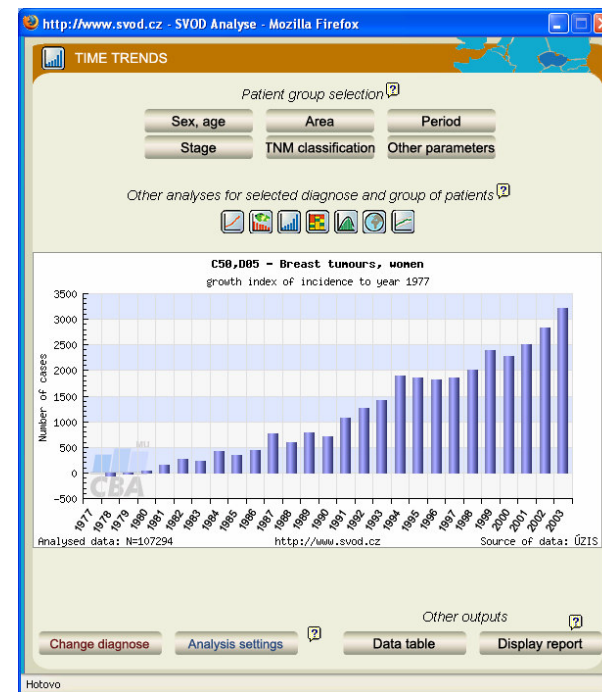 http://www.svod.cz - SVOD Analyse - Mozilla Firefox
TIME TRENDS
Patient group selection ?
Sex, age Area Period
Stage TNM classification Other parameters
Other analyses for selected diagnose and group of patients ?
C50,D05 - Breast tumours, women
growth index of incidence to year 1977
Number of cases
3500
3000
2500
2000
1500
1000
500
0
-500
MU
CBA
1977 1978 1979 1980 1981 1982 1983 1984 1985 1986 1987 1988 1989 1990 1991 1992 1993 1994 1995 1996 1997 1998 1999 2000 2001 2002 2003
Analysed data: N=107294 http://www.svod.cz Source of data: ÚZIS
Other outputs ?
Change diagnose Analysis settings ? Data table Display report
Hotovo